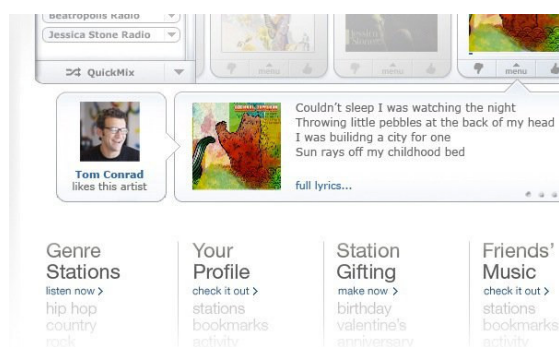 Beatropolis Radio
Jessica Stone Radio
QuickMix
menu
menu
menu
Couldn't sleep I was watching the night
Throwing little pebbles at the back of my head
I was builidng a city for one
Sun rays off my childhood bed
full lyrics...
Tom Conrad
likes this artist
Genre
Stations
listen now >
hip hop
country
rock
Your
Profile
check it out >
stations
bookmarks
activity
Station
Gifting
make now >
birthday
valentine's
anniversary
Friends'
Music
check it out >
stations
bookmarks
activity